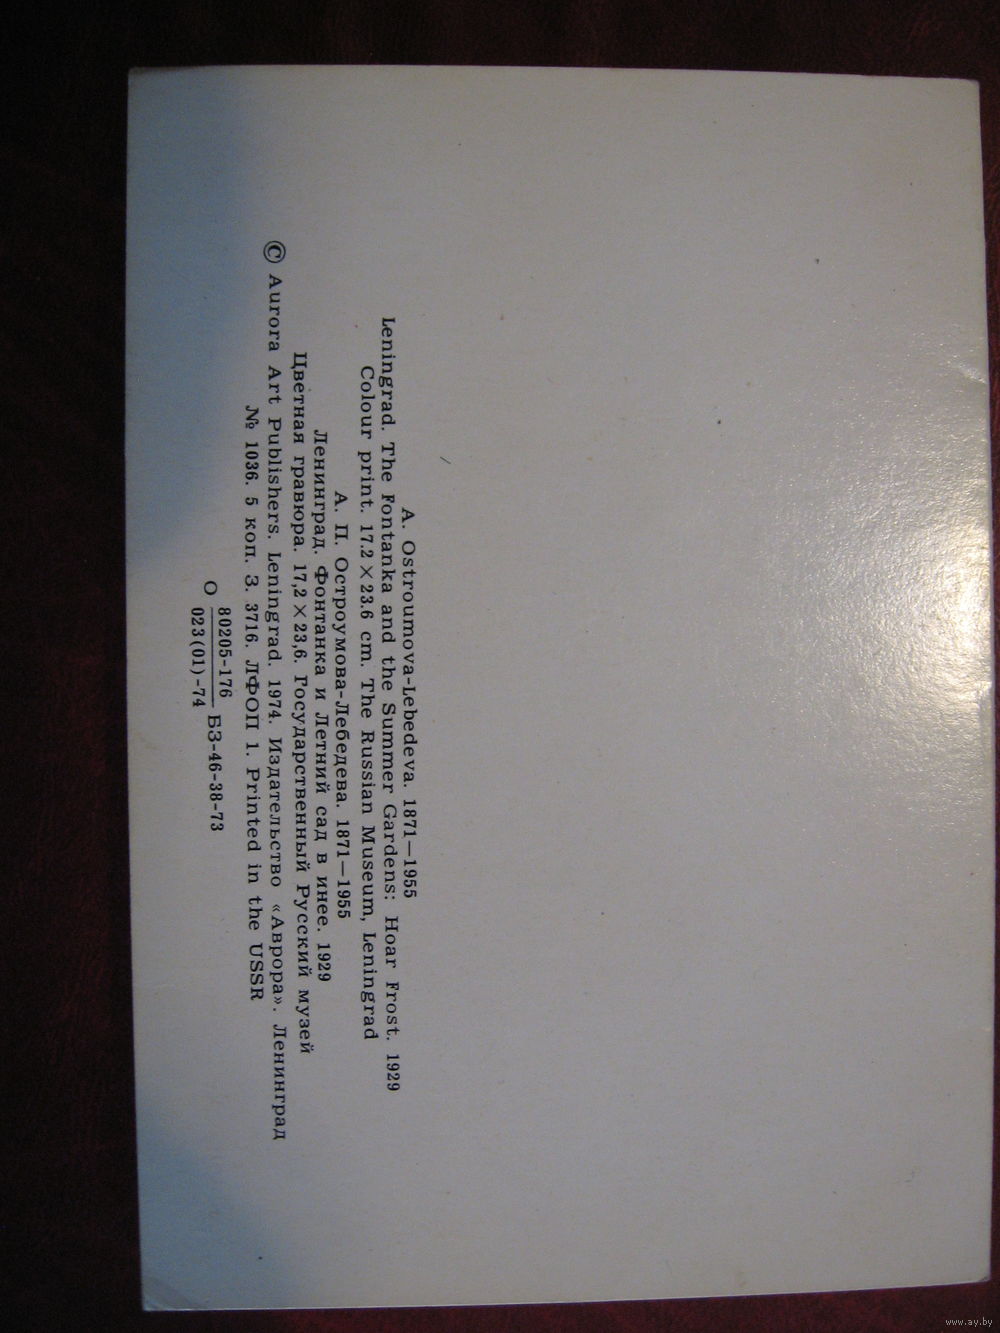 A. Ostroumova-Lebedeva. 1871—1955
Leningrad. The Fontanka and the Summer Gardens: Hoar Frost. 1929
Colour print. 17.2 × 23.6 cm. The Russian Museum, Leningrad
А. П. Остроумова-Лебедева. 1871—1955
Ленинград. Фонтанка и Летний сад в инее. 1929
Цветная гравюра. 17,2 × 23,6. Государственный Русский музей
© Aurora Art Publishers. Leningrad. 1974. Издательство «Аврора». Ленинград
№ 1036. 5 коп. З. 3716. ЛФОП 1. Printed in the USSR
О 80205-176 БЗ-46-38-73
023(01)-74
www.ay.by